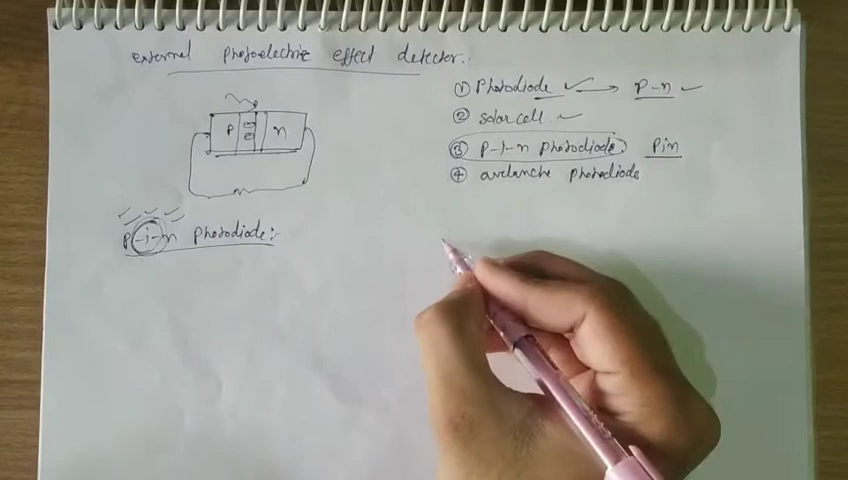 external photoelectric effect detector..
① Photodiode ✓ → P-n ✓
② solar cell ✓
③ P-i-n photodiode. Pin
④ avalanche photodiode
P n
P-i-n photodiode:-